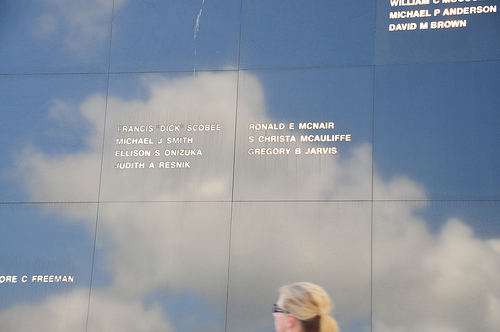 MICHAEL P ANDERSON
DAVID M BROWN
FRANCIS "DICK" SCOBEE
MICHAEL J SMITH
ELLISON S ONIZUKA
JUDITH A RESNIK
RONALD E MCNAIR
S CHRISTA MCAULIFFE
GREGORY B JARVIS
ORE C FREEMAN